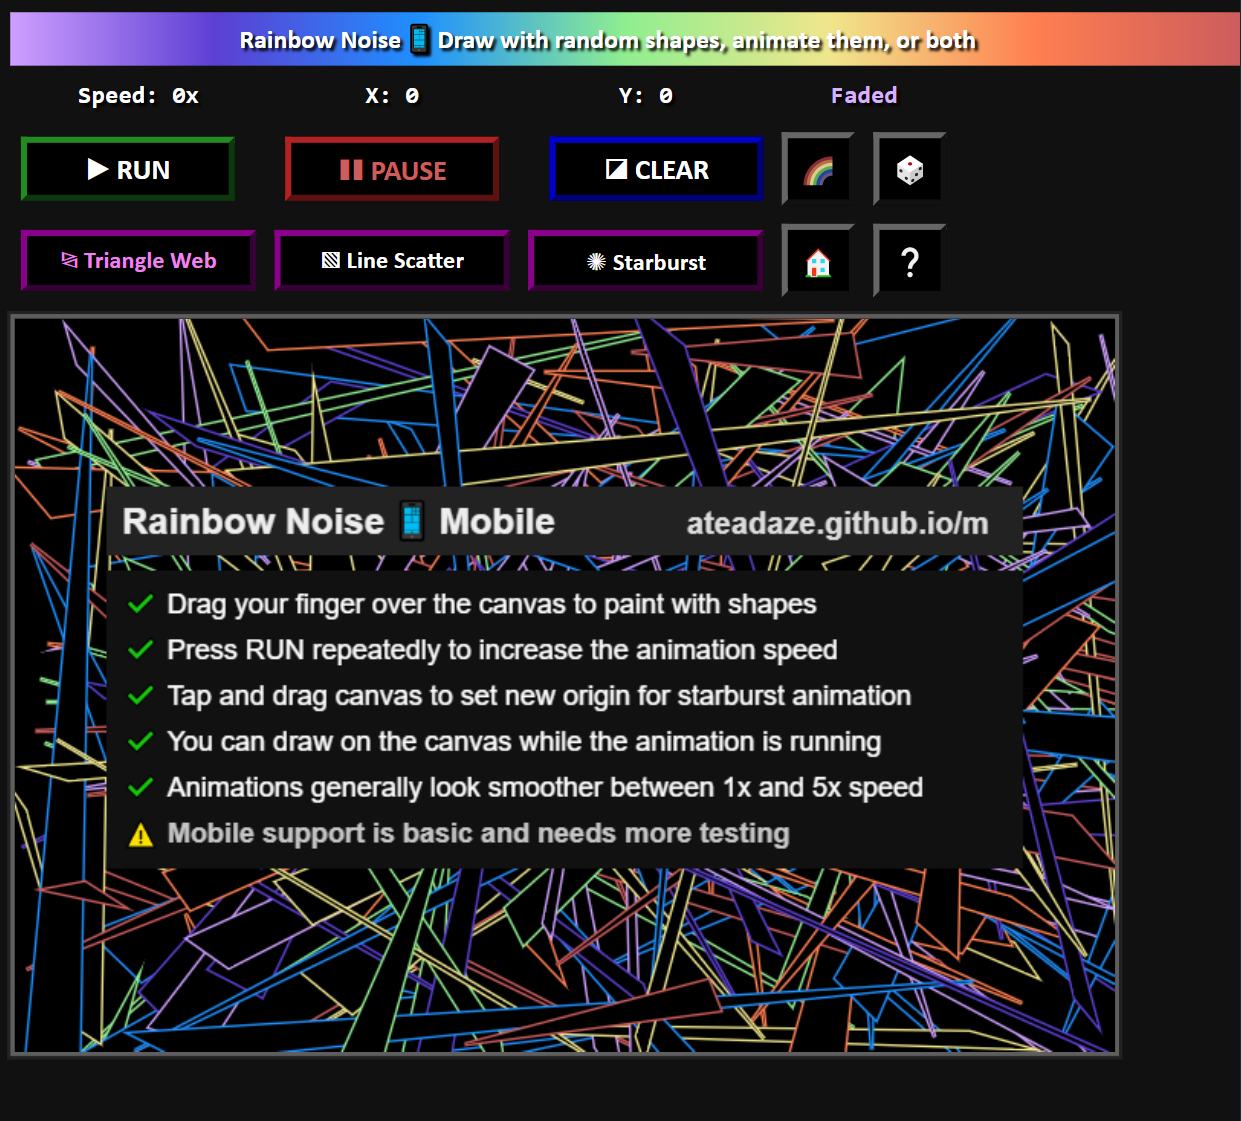 Rainbow Noise 📱 Draw with random shapes, animate them, or both
Speed: 0x X: 0 Y: 0 Faded
▶ RUN ❚❚ PAUSE ◪ CLEAR
Triangle Web ▧ Line Scatter ✺ Starburst ?
Rainbow Noise 📱 Mobile ateadaze.github.io/m
✓ Drag your finger over the canvas to paint with shapes
✓ Press RUN repeatedly to increase the animation speed
✓ Tap and drag canvas to set new origin for starburst animation
✓ You can draw on the canvas while the animation is running
✓ Animations generally look smoother between 1x and 5x speed
⚠ Mobile support is basic and needs more testing